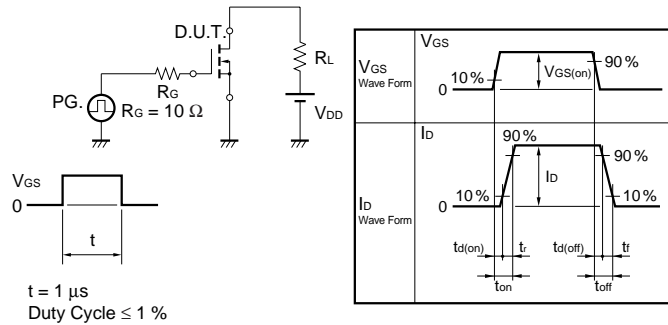 D.U.T.
RL
RG
PG.
RG = 10 Ω
VDD
VGS
0
t
t = 1 μs
Duty Cycle ≤ 1 %
VGS
Wave Form
VGS
10 %
VGS(on)
90 %
0
ID
Wave Form
ID
90 %
90 %
ID
10 %
10 %
0
td(on)
tr
td(off)
tf
ton
toff